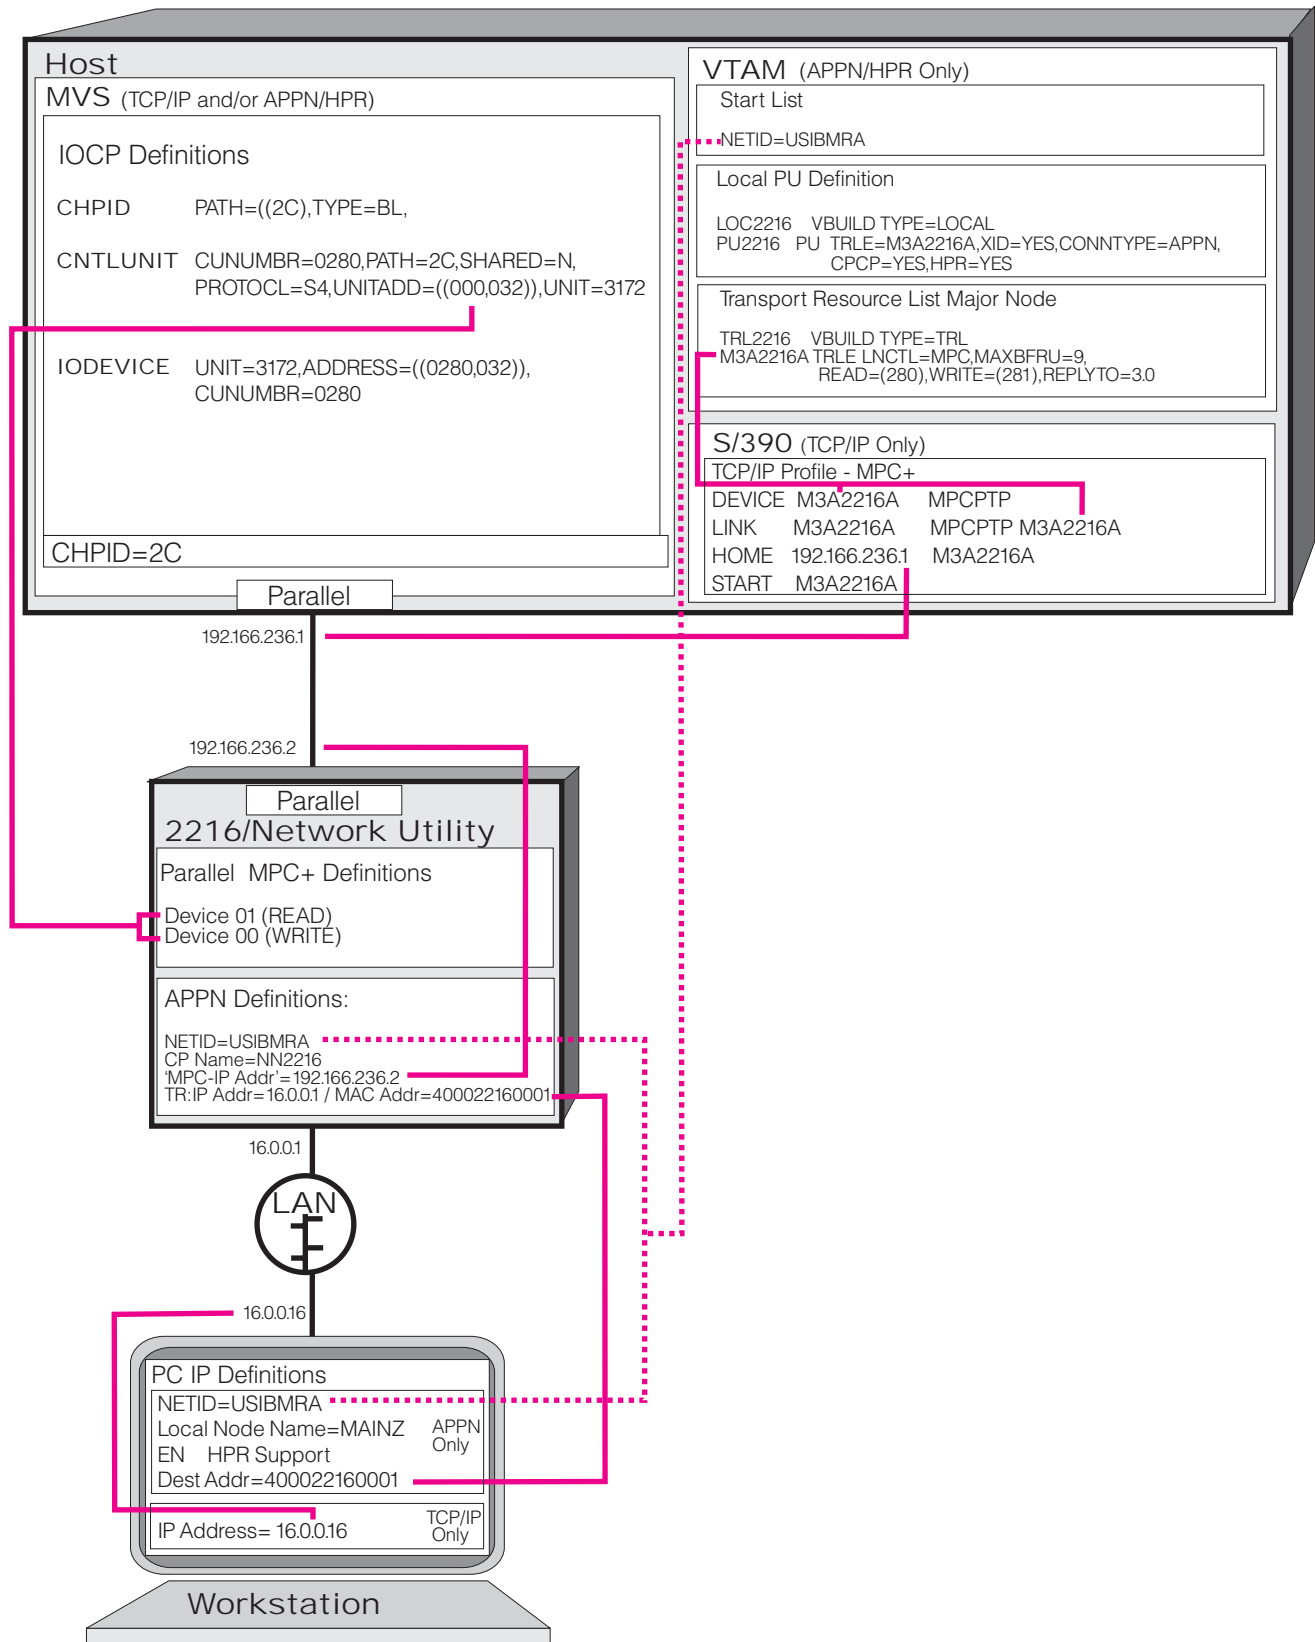 Host
MVS (TCP/IP and/or APPN/HPR)
IOCP Definitions
CHPID PATH=((2C),TYPE=BL,
CNTLUNIT CUNUMBR=0280,PATH=2C,SHARED=N,
PROTOCL=S4,UNITADD=((000,032)),UNIT=3172
IODEVICE UNIT=3172,ADDRESS=((0280,032)),
CUNUMBR=0280
CHPID=2C
Parallel
VTAM (APPN/HPR Only)
Start List
NETID=USIBMRA
Local PU Definition
LOC2216 VBUILD TYPE=LOCAL
PU2216 PU TRLE=M3A2216A,XID=YES,CONNTYPE=APPN,
CPCP=YES,HPR=YES
Transport Resource List Major Node
TRL2216 VBUILD TYPE=TRL
M3A2216A TRLE LNCTL=MPC,MAXBFRU=9,
READ=(280),WRITE=(281),REPLYTO=3.0
S/390 (TCP/IP Only)
TCP/IP Profile - MPC+
DEVICE M3A2216A MPCPTP
LINK M3A2216A MPCPTP M3A2216A
HOME 192.166.236.1 M3A2216A
START M3A2216A
192.166.236.1
192.166.236.2
Parallel
2216/Network Utility
Parallel MPC+ Definitions
Device 01 (READ)
Device 00 (WRITE)
APPN Definitions:
NETID=USIBMRA
CP Name=NN2216
‘MPC-IP Addr’=192.166.236.2
TR:IP Addr=16.0.0.1 / MAC Addr=400022160001
16.0.0.1
LAN
16.0.0.16
PC IP Definitions
NETID=USIBMRA
Local Node Name=MAINZ APPN
EN HPR Support Only
Dest Addr=400022160001
IP Address= 16.0.0.16 TCP/IP
Only
Workstation